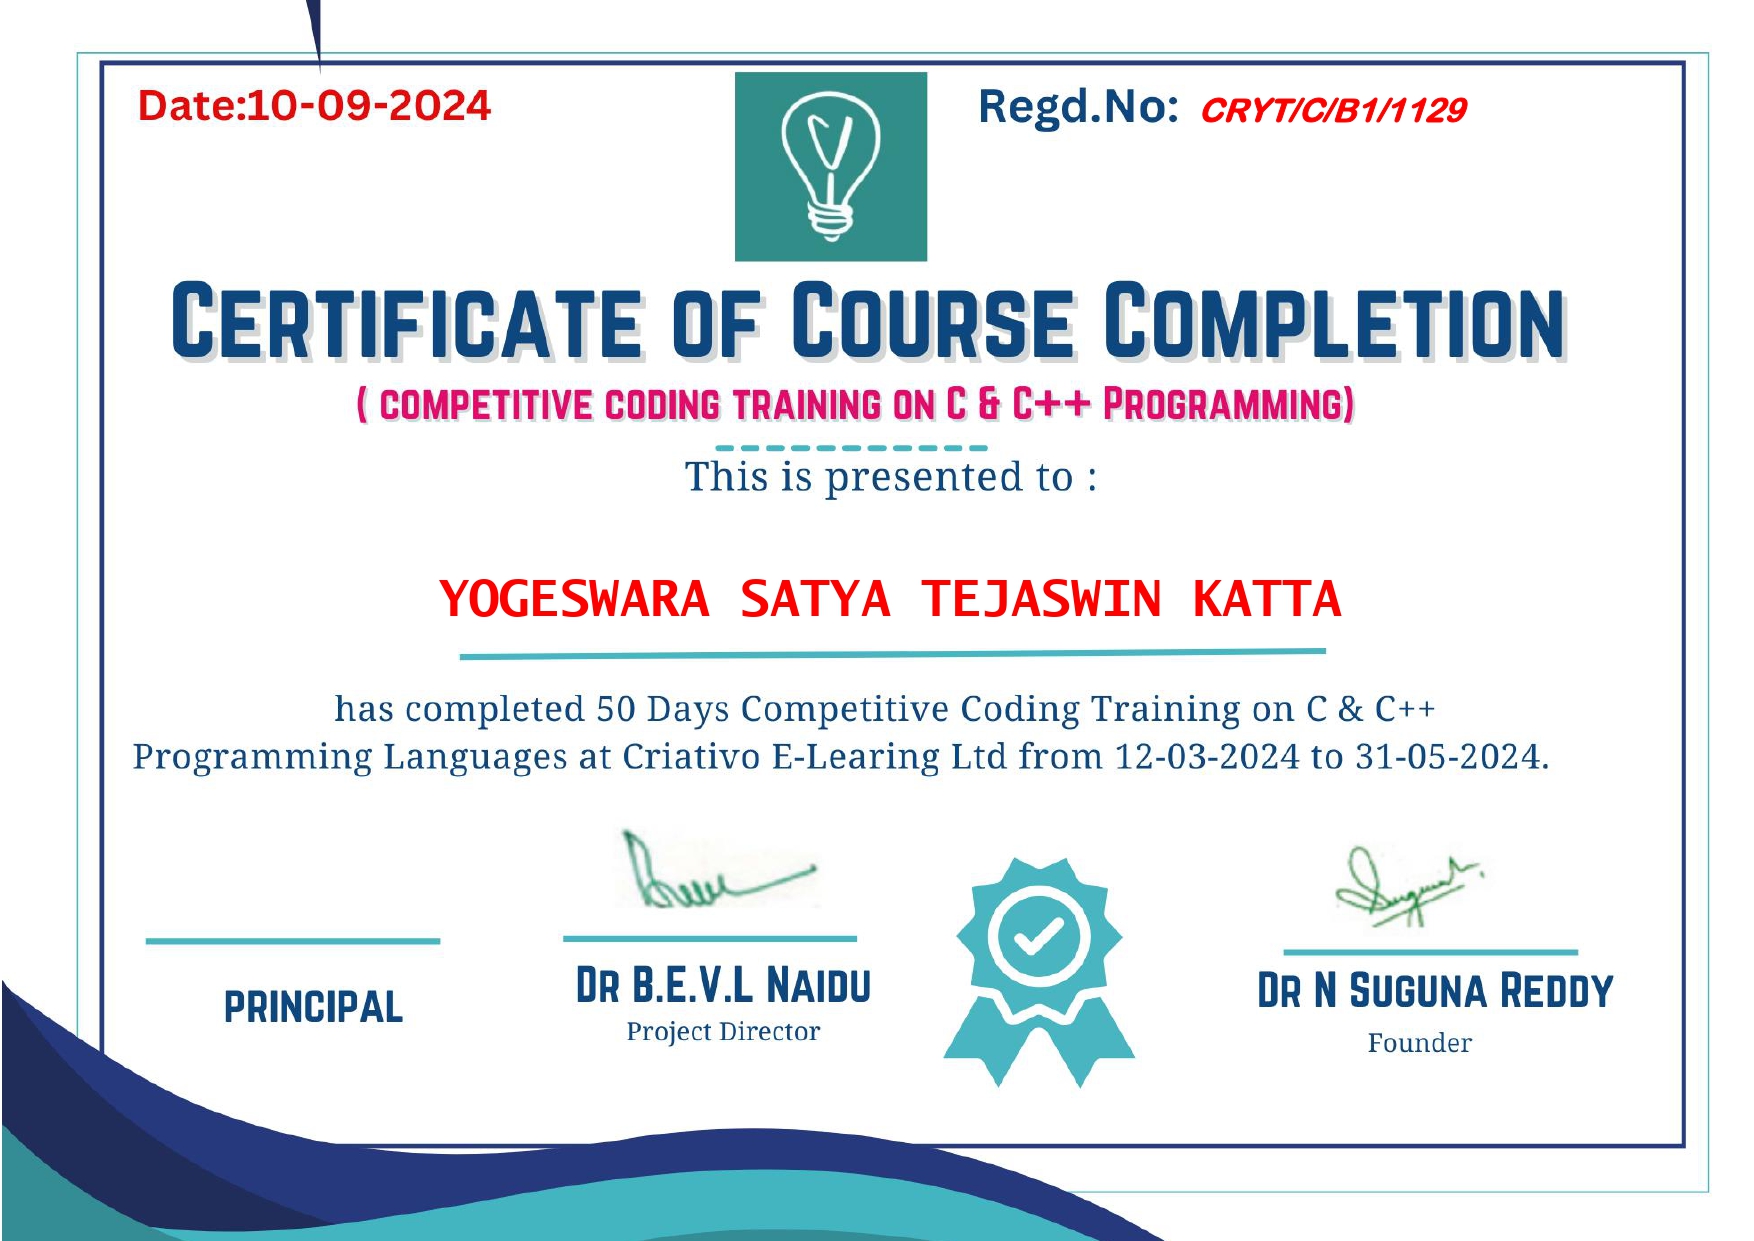 Date:10-09-2024
Regd.No: CRYT/C/B1/1129
Certificate of Course Completion
( competitive coding training on C & C++ Programming)
This is presented to :
YOGESWARA SATYA TEJASWIN KATTA
has completed 50 Days Competitive Coding Training on C & C++
Programming Languages at Criativo E-Learing Ltd from 12-03-2024 to 31-05-2024.
PRINCIPAL
Dr B.E.V.L Naidu
Project Director
Dr N Suguna Reddy
Founder